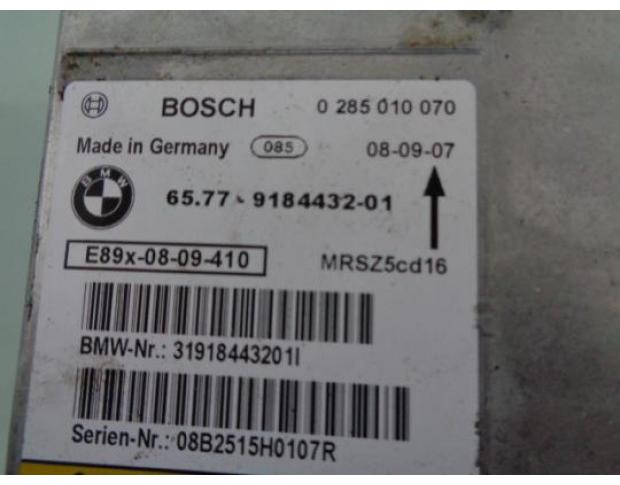 BOSCH 0 285 010 070
Made in Germany 085 08-09-07
BMW
65.77 - 9184432-01
E89x-08-09-410 MRSZ5cd16
BMW-Nr.: 31918443201I
Serien-Nr.: 08B2515H0107R